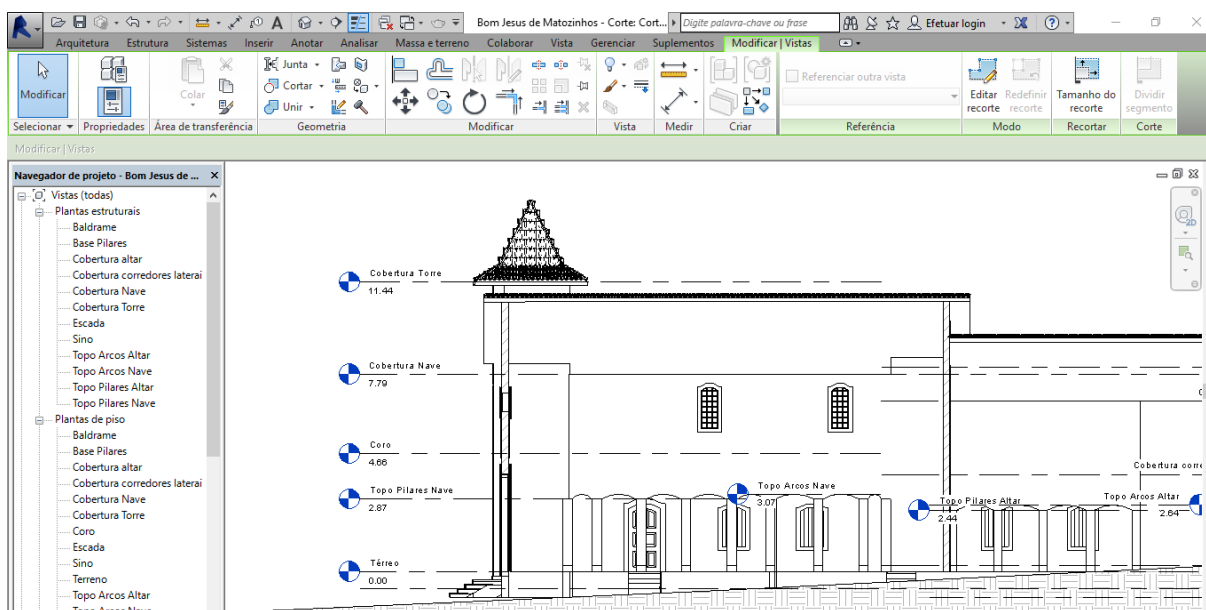 Bom Jesus de Matozinhos - Corte: Cort... Digite palavra-chave ou frase Efetuar login
Arquitetura Estrutura Sistemas Inserir Anotar Analisar Massa e terreno Colaborar Vista Gerenciar Suplementos Modificar | Vistas
Modificar
Colar
Junta
Cortar
Unir
Referenciar outra vista
Editar recorte
Redefinir recorte
Tamanho do recorte
Dividir segmento
Selecionar Propriedades Área de transferência Geometria Modificar Vista Medir Criar Referência Modo Recortar Corte
Modificar | Vistas
Navegador de projeto - Bom Jesus de ... X
Vistas (todas)
Plantas estruturais
Baldrame
Base Pilares
Cobertura altar
Cobertura corredores laterai
Cobertura Nave
Cobertura Torre
Escada
Sino
Topo Arcos Altar
Topo Arcos Nave
Topo Pilares Altar
Topo Pilares Nave
Plantas de piso
Baldrame
Base Pilares
Cobertura altar
Cobertura corredores laterai
Cobertura Nave
Cobertura Torre
Coro
Escada
Sino
Terreno
Topo Arcos Altar
Topo Arcos Nave
Cobertura Torre
11.44
Cobertura Nave
7.79
Coro
4.66
Topo Pilares Nave
2.87
Térreo
0.00
Topo Arcos Nave
3.07
Topo Pilares Altar
2.44
Cobertura corre
Topo Arcos Altar
2.64
2D